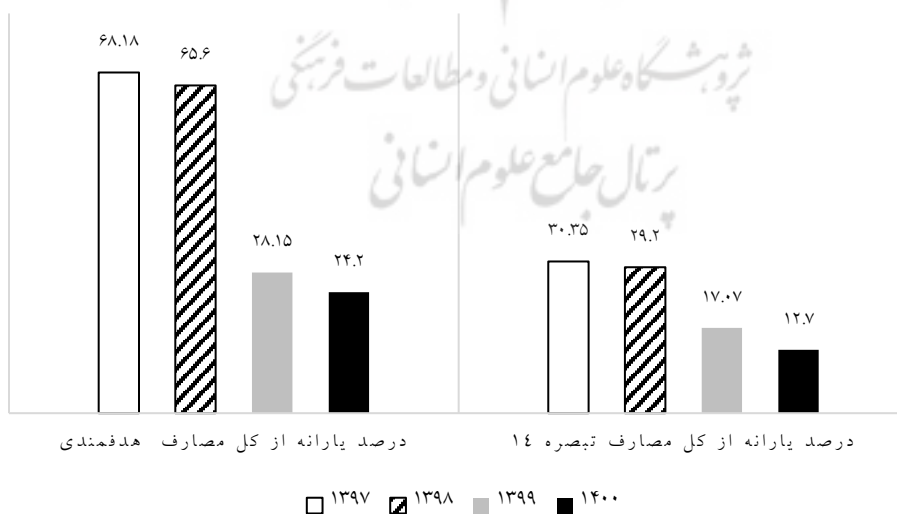 پژوهشگاه علوم انسانی و مطالعات فرهنگی
پرتال جامع علوم انسانی
۶۸.۱۸
۶۵.۶
۲۸.۱۵
۲۴.۲
۳۰.۳۵
۲۹.۲
۱۷.۰۷
۱۲.۷
درصد یارانه از کل مصارف هدفمندی
درصد یارانه از کل مصارف تبصره ١٤
۱۳۹۷ ۱۳۹۸ ۱۳۹۹ ۱۴۰۰